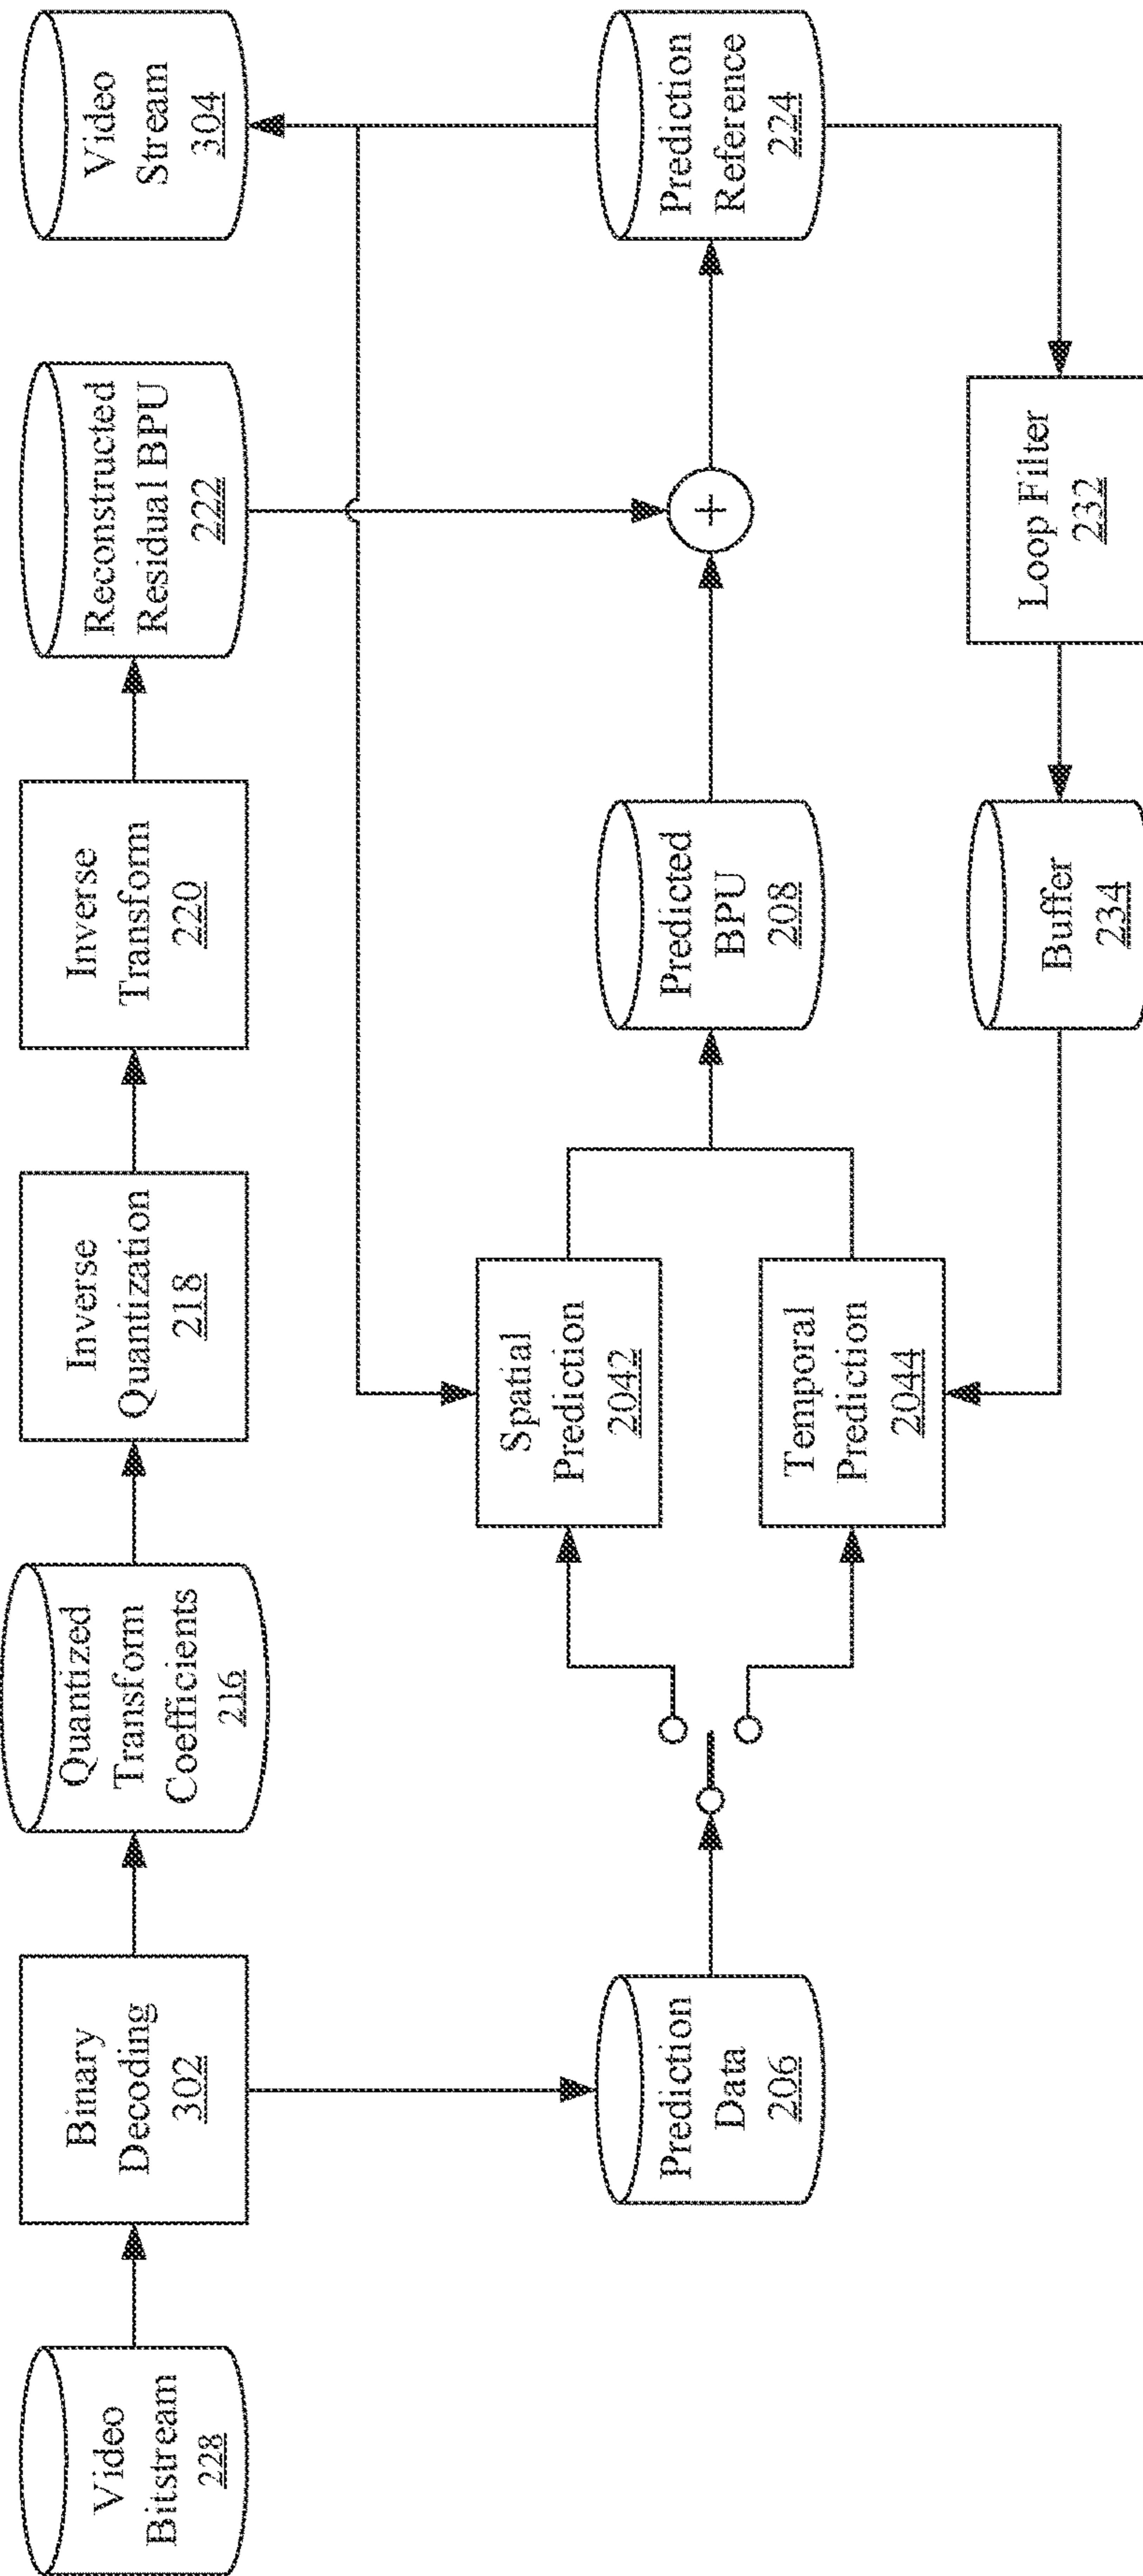 Video
Bitstream
228
Binary
Decoding
302
Quantized
Transform
Coefficients
216
Inverse
Quantization
218
Inverse
Transform
220
Reconstructed
Residual BPU
222
Video
Stream
304
Prediction
Data
206
Spatial
Prediction
2042
Temporal
Prediction
2044
Predicted
BPU
208
+
Prediction
Reference
224
Buffer
234
Loop Filter
232